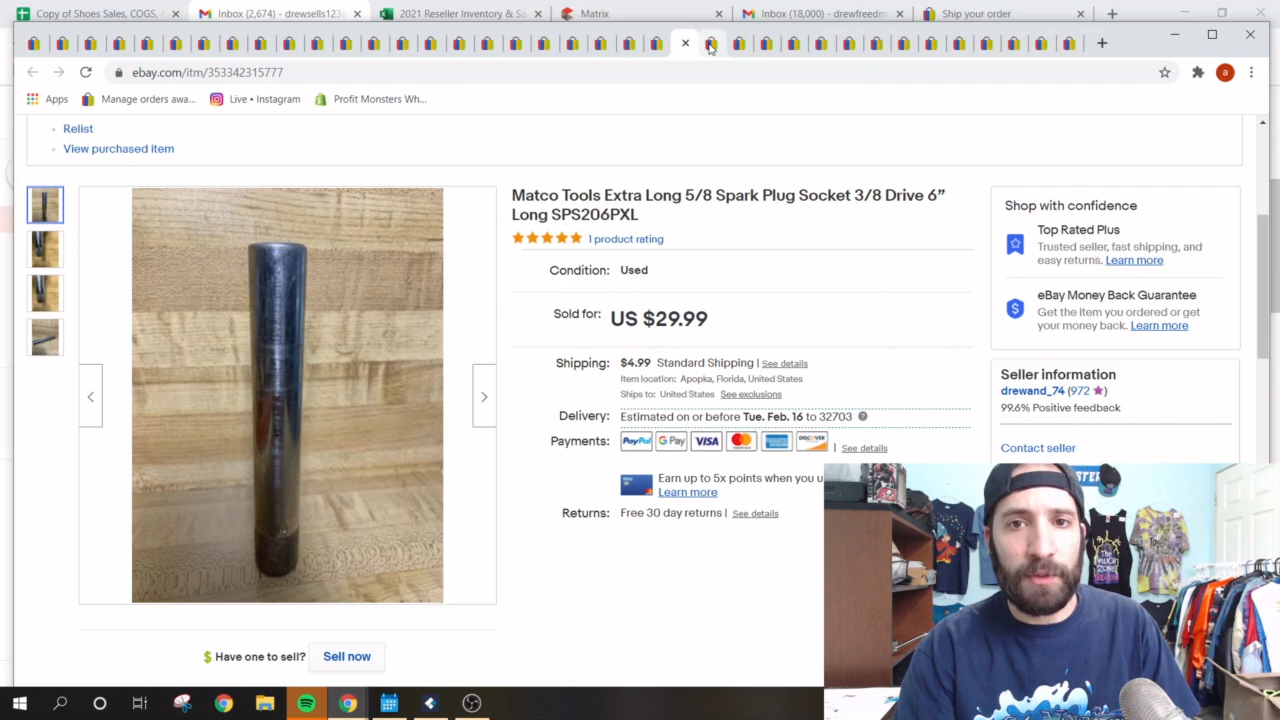 Copy of Shoes Sales, COGS,
Inbox (2,674) - drewsells123
2021 Reseller Inventory & Sa
Matrix
Inbox (18,000) - drewfreedm
Ship your order
ebay.com/itm/353342315777
a
Apps
Manage orders awa...
Live • Instagram
Profit Monsters Wh...
Relist
View purchased item
Matco Tools Extra Long 5/8 Spark Plug Socket 3/8 Drive 6”
Long SPS206PXL
1 product rating
Condition: Used
Sold for: US $29.99
Shipping: $4.99 Standard Shipping | See details
Item location: Apopka, Florida, United States
Ships to: United States See exclusions
Delivery: Estimated on or before Tue. Feb. 16 to 32703
Payments: PayPal G Pay VISA
DISCOVER
| See details
Earn up to 5x points when you u
Learn more
Returns: Free 30 day returns | See details
Have one to sell? Sell now
Shop with confidence
Top Rated Plus
Trusted seller, fast shipping, and
easy returns. Learn more
eBay Money Back Guarantee
Get the item you ordered or get
your money back. Learn more
Seller information
drewand_74 (972 )
99.6% Positive feedback
Contact seller